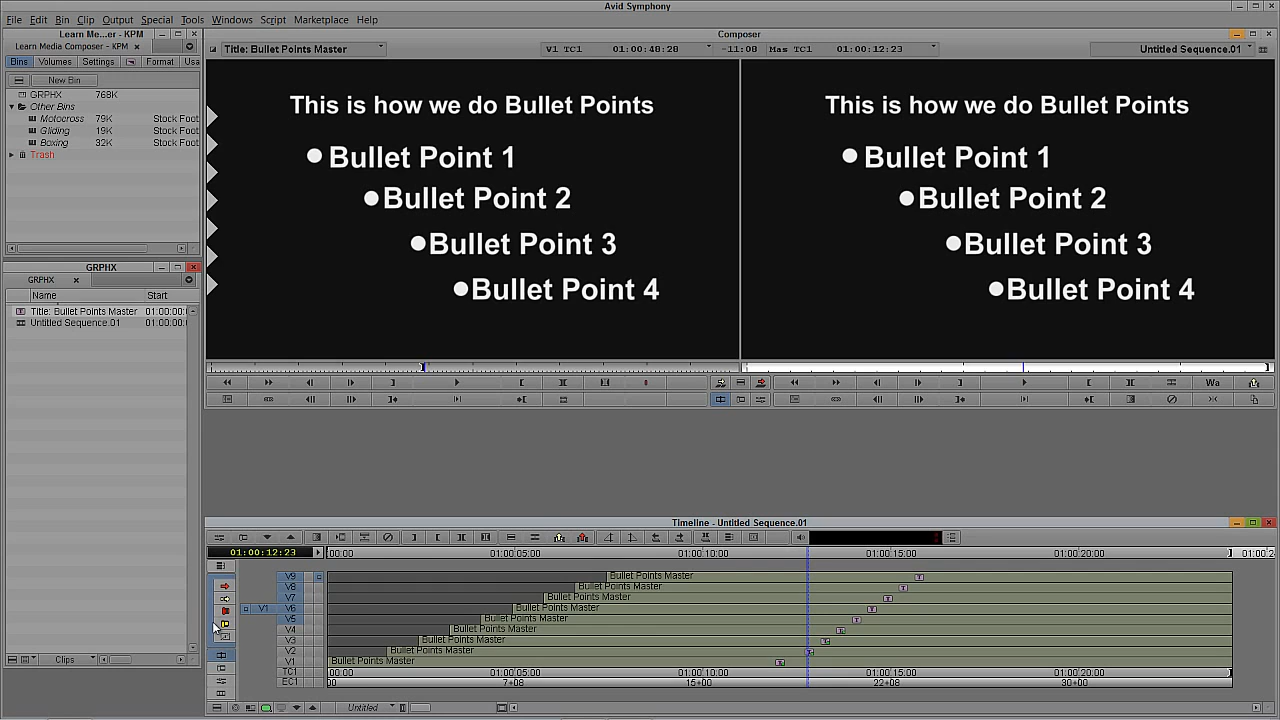 Avid Symphony
File Edit Bin Clip Output Special Tools Windows Script Marketplace Help
Learn Me...er - KPM
Learn Media Composer - KPM
Bins Volumes Settings Format Usa
New Bin
GRPHX 768K
Other Bins
Motocross 79K Stock Foot
Gliding 19K Stock Foot
Boxing 32K Stock Foot
Trash
GRPHX
GRPHX
Name Start
Title: Bullet Points Master 01:00:00:
Untitled Sequence.01 01:00:00:
Clips
Composer
Title: Bullet Points Master V1 TC1 01:00:48:28 -11:08 Mas TC1 01:00:12:23 Untitled Sequence.01
This is how we do Bullet Points
Bullet Point 1
Bullet Point 2
Bullet Point 3
Bullet Point 4
This is how we do Bullet Points
Bullet Point 1
Bullet Point 2
Bullet Point 3
Bullet Point 4
Wa
Timeline - Untitled Sequence.01
01:00:12:23 00:00 01:00:05:00 01:00:10:00 01:00:15:00 01:00:20:00 01:00:2
V9 Bullet Points Master
V8 Bullet Points Master
V7 Bullet Points Master
V1 V6 Bullet Points Master
V5 Bullet Points Master
V4 Bullet Points Master
V3 Bullet Points Master
V2 Bullet Points Master
V1 Bullet Points Master
TC1 00:00 01:00:05:00 01:00:10:00 01:00:15:00 01:00:20:00
EC1 00 7+08 15+00 22+08 30+00
Untitled